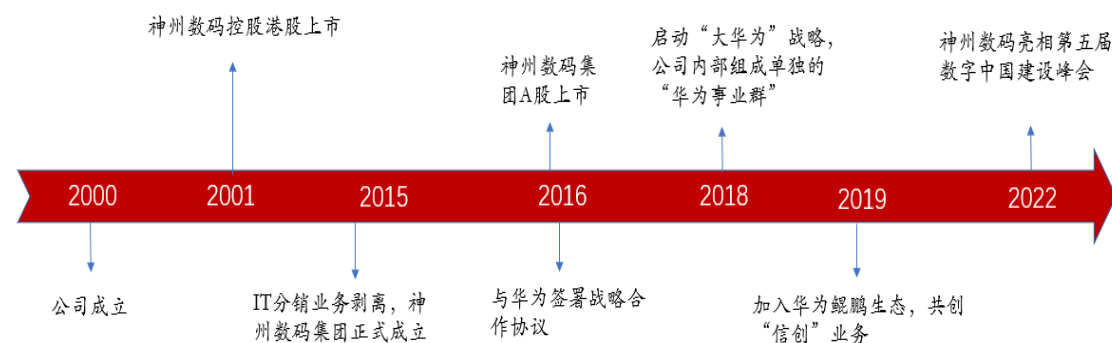 神州数码控股港股上市
神州数码集
团A股上市
启动“大华为”战略，
公司内部组成单独的
“华为事业群”
神州数码亮相第五届
数字中国建设峰会
2000
2001
2015
2016
2018
2019
2022
公司成立
IT分销业务剥离，神
州数码集团正式成立
与华为签署战略合
作协议
加入华为鲲鹏生态，共创
“信创”业务